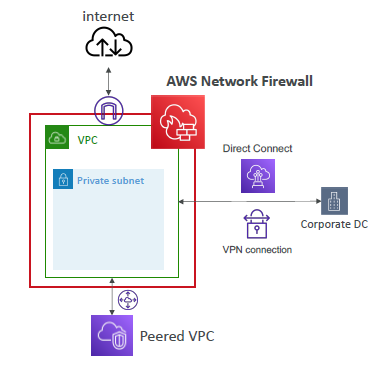 internet
AWS Network Firewall
VPC
Direct Connect
Private subnet
Corporate DC
VPN connection
Peered VPC